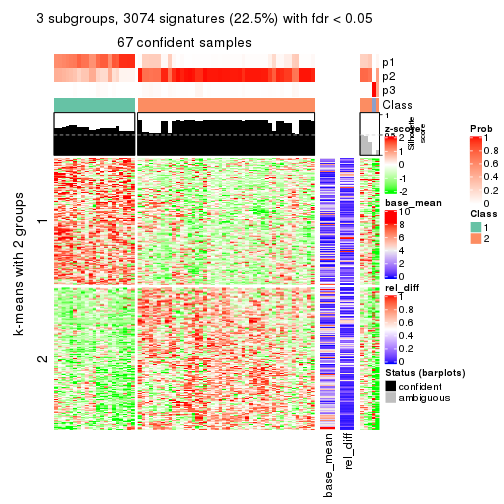 3 subgroups, 3074 signatures (22.5%) with fdr < 0.05
67 confident samples
p1
p2
p3
Class
1
Silhouette
score
k-means with 2 groups
1
2
base_mean
rel_diff
z-score
2
1
0
-1
-2
base_mean
10
8
6
4
2
0
rel_diff
1
0.8
0.6
0.4
0.2
0
Status (barplots)
confident
ambiguous
Prob
1
0.8
0.6
0.4
0.2
0
Class
1
2